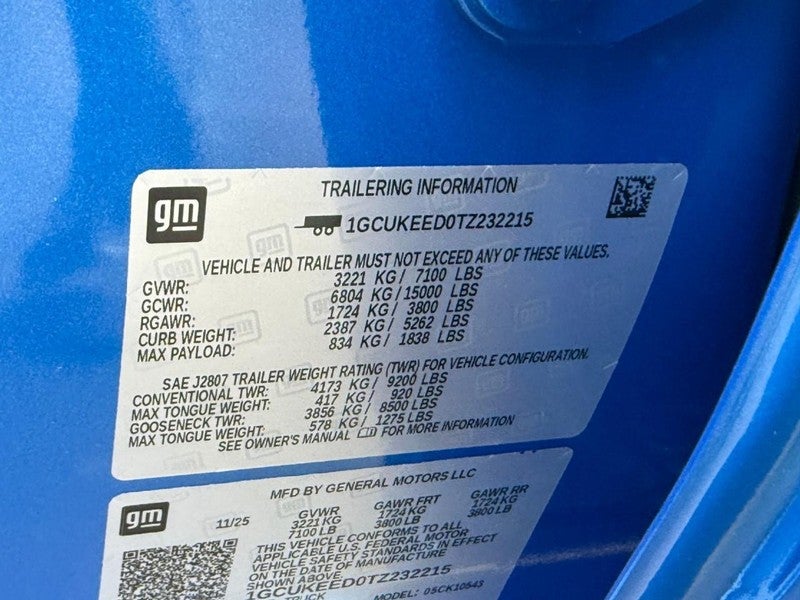 gm
TRAILERING INFORMATION
1GCUKEED0TZ232215
VEHICLE AND TRAILER MUST NOT EXCEED ANY OF THESE VALUES.
GVWR: 3221 KG / 7100 LBS
GCWR: 6804 KG / 15000 LBS
RGAWR: 1724 KG / 3800 LBS
CURB WEIGHT: 2387 KG / 5262 LBS
MAX PAYLOAD: 834 KG / 1838 LBS
SAE J2807 TRAILER WEIGHT RATING (TWR) FOR VEHICLE CONFIGURATION.
CONVENTIONAL TWR: 4173 KG / 9200 LBS
MAX TONGUE WEIGHT: 417 KG / 920 LBS
GOOSENECK TWR: 3856 KG / 8500 LBS
MAX TONGUE WEIGHT: 578 KG / 1275 LBS
SEE OWNER'S MANUAL FOR MORE INFORMATION
gm
MFD BY GENERAL MOTORS LLC
11/25 GVWR GAWR FRT GAWR RR
3221 KG 1724 KG 1724 KG
7100 LB 3800 LB 3800 LB
THIS VEHICLE CONFORMS TO ALL
APPLICABLE U.S. FEDERAL MOTOR
VEHICLE SAFETY STANDARDS IN EFFECT
ON THE DATE OF MANUFACTURE
SHOWN ABOVE.
1GCUKEED0TZ232215
TRUCK MODEL: 05CK10543